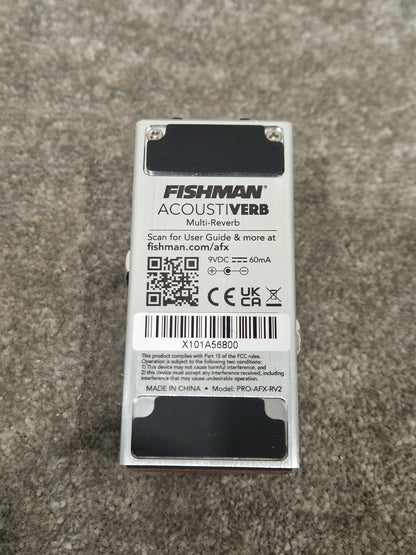 FISHMAN®
ACOUSTIVERB
Multi-Reverb
Scan for User Guide & more at
fishman.com/afx
9VDC ⎓ 60mA
+ -
CE UK CA
X101A56800
This product complies with Part 15 of the FCC rules.
Operation is subject to the following two conditions:
1) This device may not cause harmful interference, and
2) this device must accept any interference received, including
interference that may cause undesirable operation.
MADE IN CHINA • Model: PRO-AFX-RV2